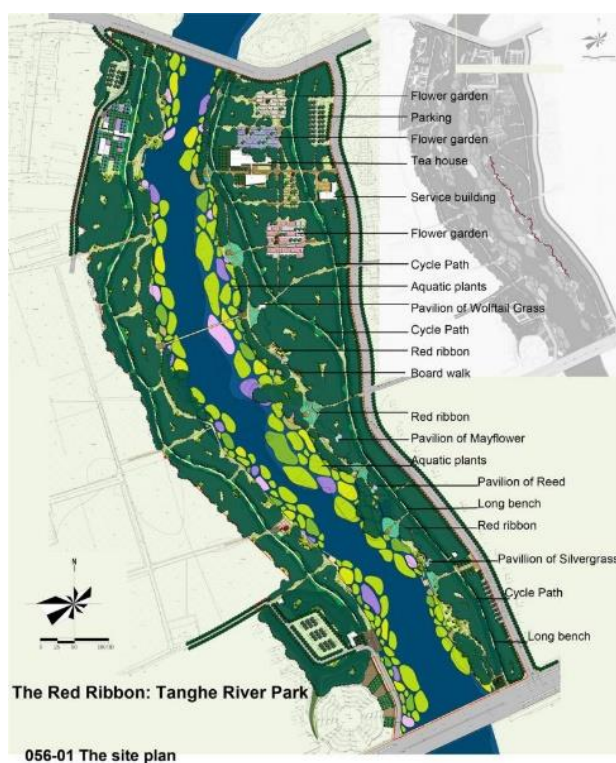 Flower garden
Parking
Flower garden
Tea house
Service building
Flower garden
Cycle Path
Aquatic plants
Pavilion of Wolftail Grass
Cycle Path
Red ribbon
Board walk
Red ribbon
Pavilion of Mayflower
Aquatic plants
Pavilion of Reed
Long bench
Red ribbon
Pavillion of Silvergrass
Cycle Path
Long bench
N
The Red Ribbon: Tanghe River Park
056-01 The site plan